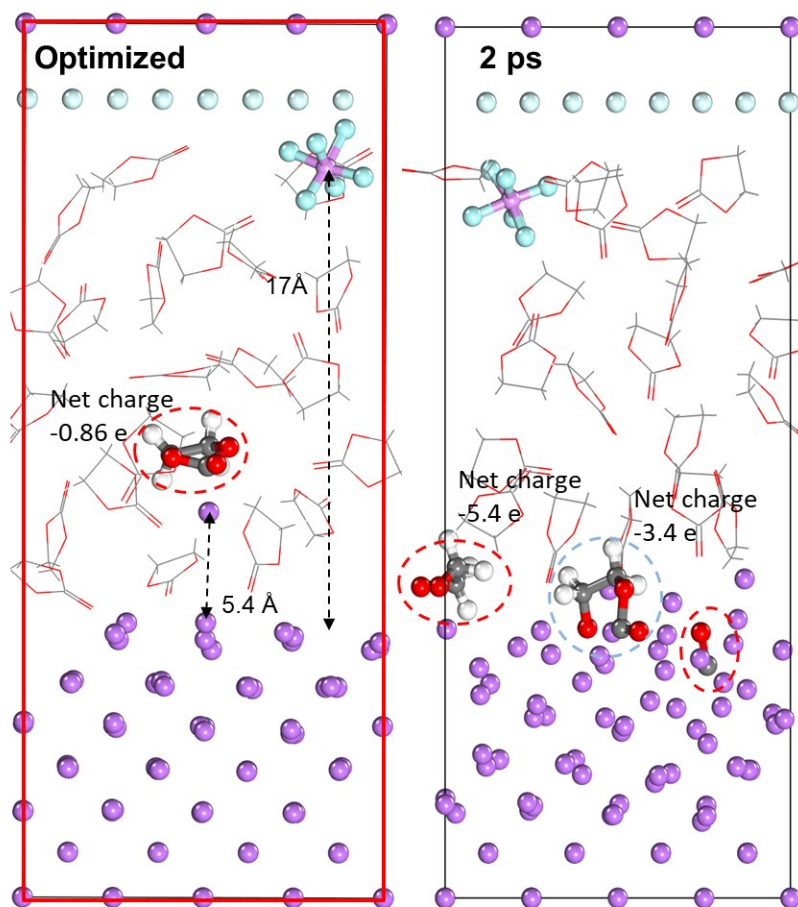 Optimized
2 ps
17Å
Net charge
-0.86 e
5.4 Å
Net charge
-5.4 e
Net charge
-3.4 e